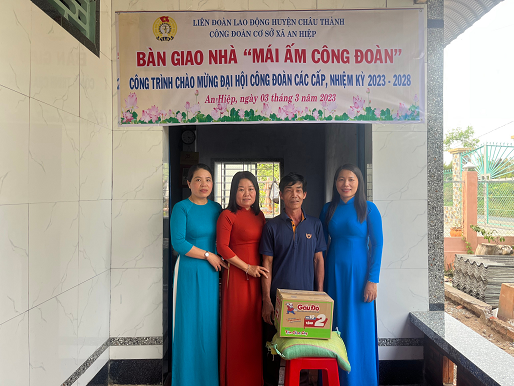 LIÊN ĐOÀN LAO ĐỘNG HUYỆN CHÂU THÀNH
CÔNG ĐOÀN CƠ SỞ XÃ AN HIỆP
BÀN GIAO NHÀ “MÁI ẤM CÔNG ĐOÀN”
CÔNG TRÌNH CHÀO MỪNG ĐẠI HỘI CÔNG ĐOÀN CÁC CẤP, NHIỆM KỲ 2023 - 2028
An Hiệp, ngày 03 tháng 3 năm 2023
Gấu Đỏ